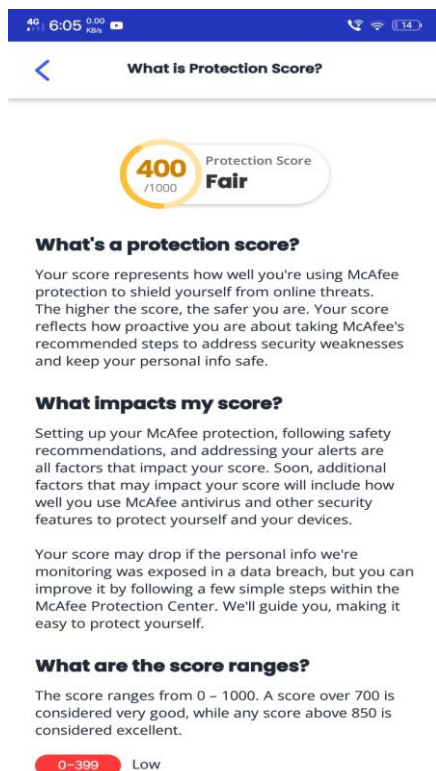 4G 6:05 0.00 KB/s 14
What is Protection Score?
400 /1000
Protection Score
Fair
What's a protection score?
Your score represents how well you're using McAfee
protection to shield yourself from online threats.
The higher the score, the safer you are. Your score
reflects how proactive you are about taking McAfee's
recommended steps to address security weaknesses
and keep your personal info safe.
What impacts my score?
Setting up your McAfee protection, following safety
recommendations, and addressing your alerts are
all factors that impact your score. Soon, additional
factors that may impact your score will include how
well you use McAfee antivirus and other security
features to protect yourself and your devices.
Your score may drop if the personal info we're
monitoring was exposed in a data breach, but you can
improve it by following a few simple steps within the
McAfee Protection Center. We'll guide you, making it
easy to protect yourself.
What are the score ranges?
The score ranges from 0 – 1000. A score over 700 is
considered very good, while any score above 850 is
considered excellent.
0–399 Low